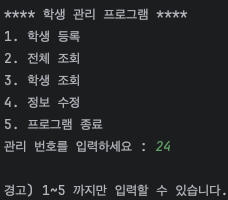 **** 학생 관리 프로그램 ****
1. 학생 등록
2. 전체 조회
3. 학생 조회
4. 정보 수정
5. 프로그램 종료
관리 번호를 입력하세요 : 24
경고) 1~5 까지만 입력할 수 있습니다.